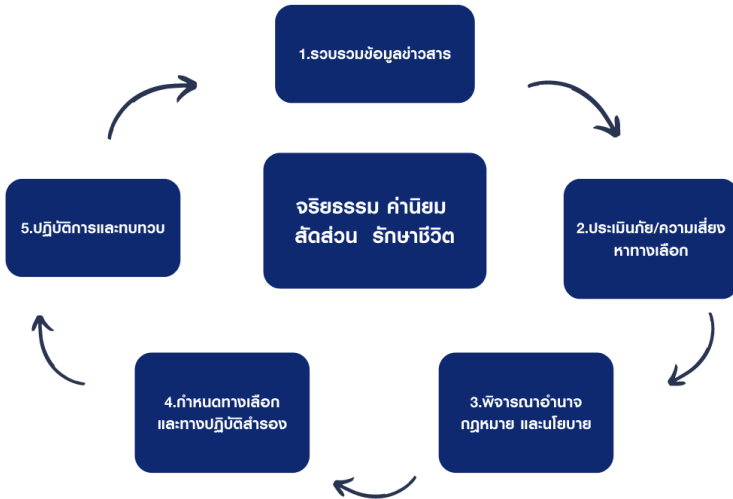 1.รวบรวมข้อมูลข่าวสาร
จริยธรรม ค่านิยม
สัดส่วน รักษาชีวิต
5.ปฏิบัติการและทบทวบ
2.ประเมินภัย/ความเสี่ยง
หาทางเลือก
4.กำหนดทางเลือก
และทางปฏิบัติสำรอง
3.พิจารณาอำนาจ
กฎหมาย และนโยบาย